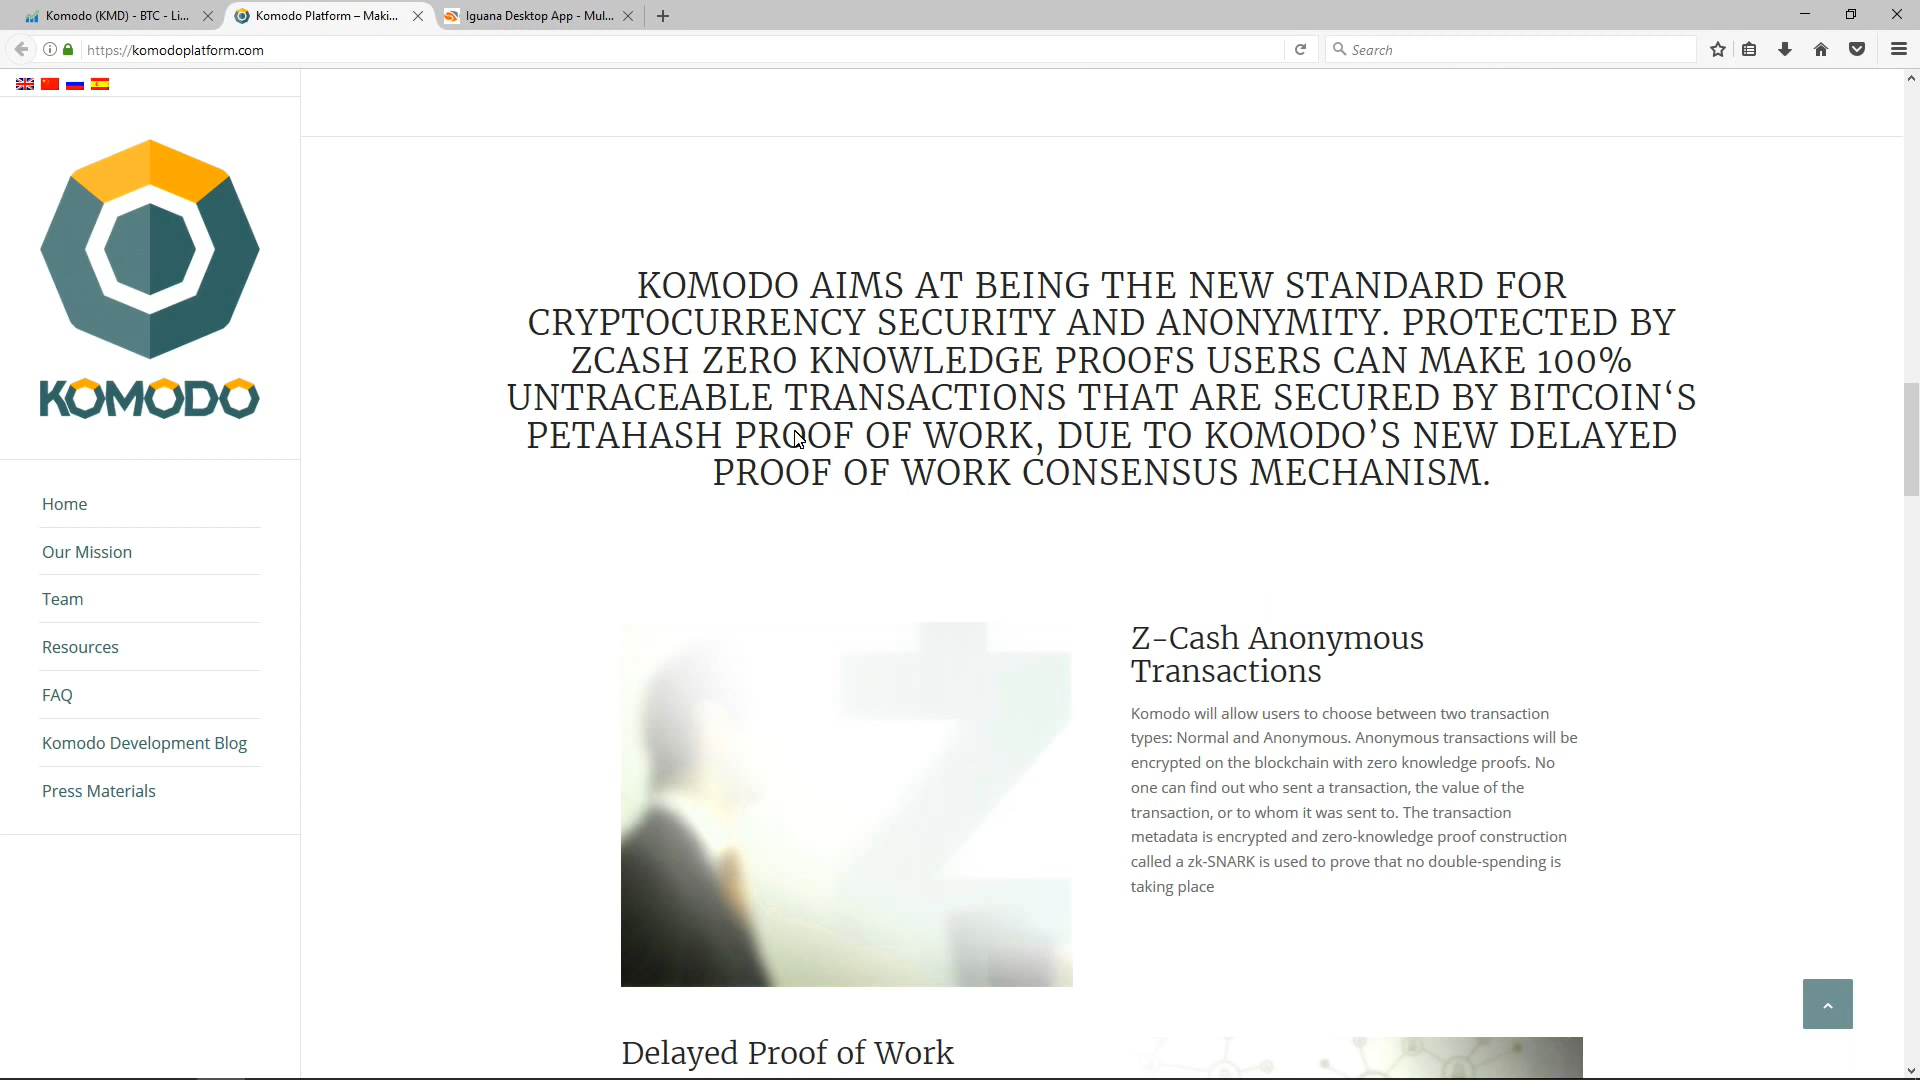 Komodo (KMD) - BTC - Li...
Komodo Platform – Maki...
Iguana Desktop App - Mul...
https://komodoplatform.com
Search
KOMODO
Home
Our Mission
Team
Resources
FAQ
Komodo Development Blog
Press Materials
KOMODO AIMS AT BEING THE NEW STANDARD FOR
CRYPTOCURRENCY SECURITY AND ANONYMITY. PROTECTED BY
ZCASH ZERO KNOWLEDGE PROOFS USERS CAN MAKE 100%
UNTRACEABLE TRANSACTIONS THAT ARE SECURED BY BITCOIN‘S
PETAHASH PROOF OF WORK, DUE TO KOMODO’S NEW DELAYED
PROOF OF WORK CONSENSUS MECHANISM.
Z-Cash Anonymous
Transactions
Komodo will allow users to choose between two transaction
types: Normal and Anonymous. Anonymous transactions will be
encrypted on the blockchain with zero knowledge proofs. No
one can find out who sent a transaction, the value of the
transaction, or to whom it was sent to. The transaction
metadata is encrypted and zero-knowledge proof construction
called a zk-SNARK is used to prove that no double-spending is
taking place
Delayed Proof of Work